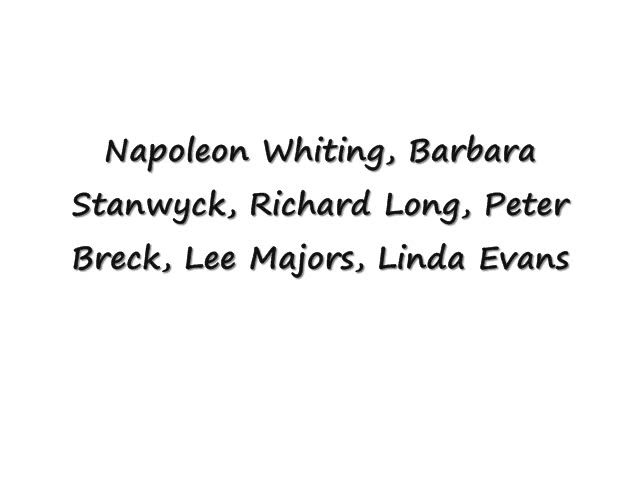 Napoleon Whiting, Barbara
Stanwyck, Richard Long, Peter
Breck, Lee Majors, Linda Evans